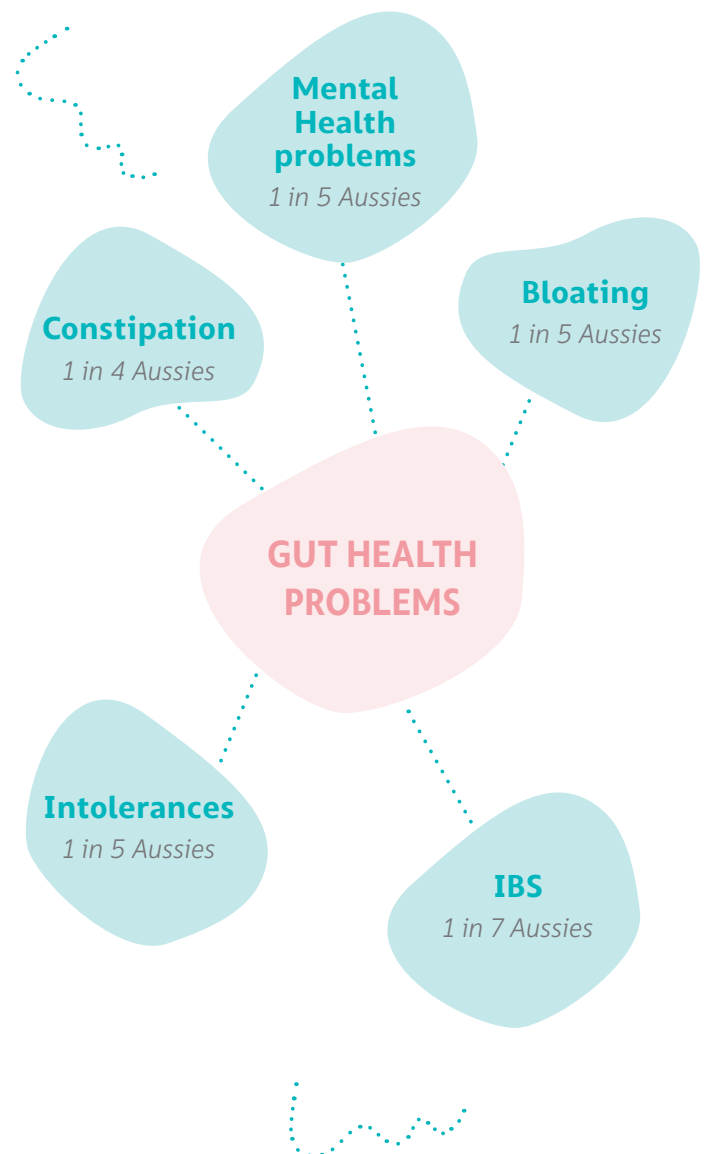 Mental
Health
problems
1 in 5 Aussies
Bloating
1 in 5 Aussies
Constipation
1 in 4 Aussies
GUT HEALTH
PROBLEMS
Intolerances
1 in 5 Aussies
IBS
1 in 7 Aussies